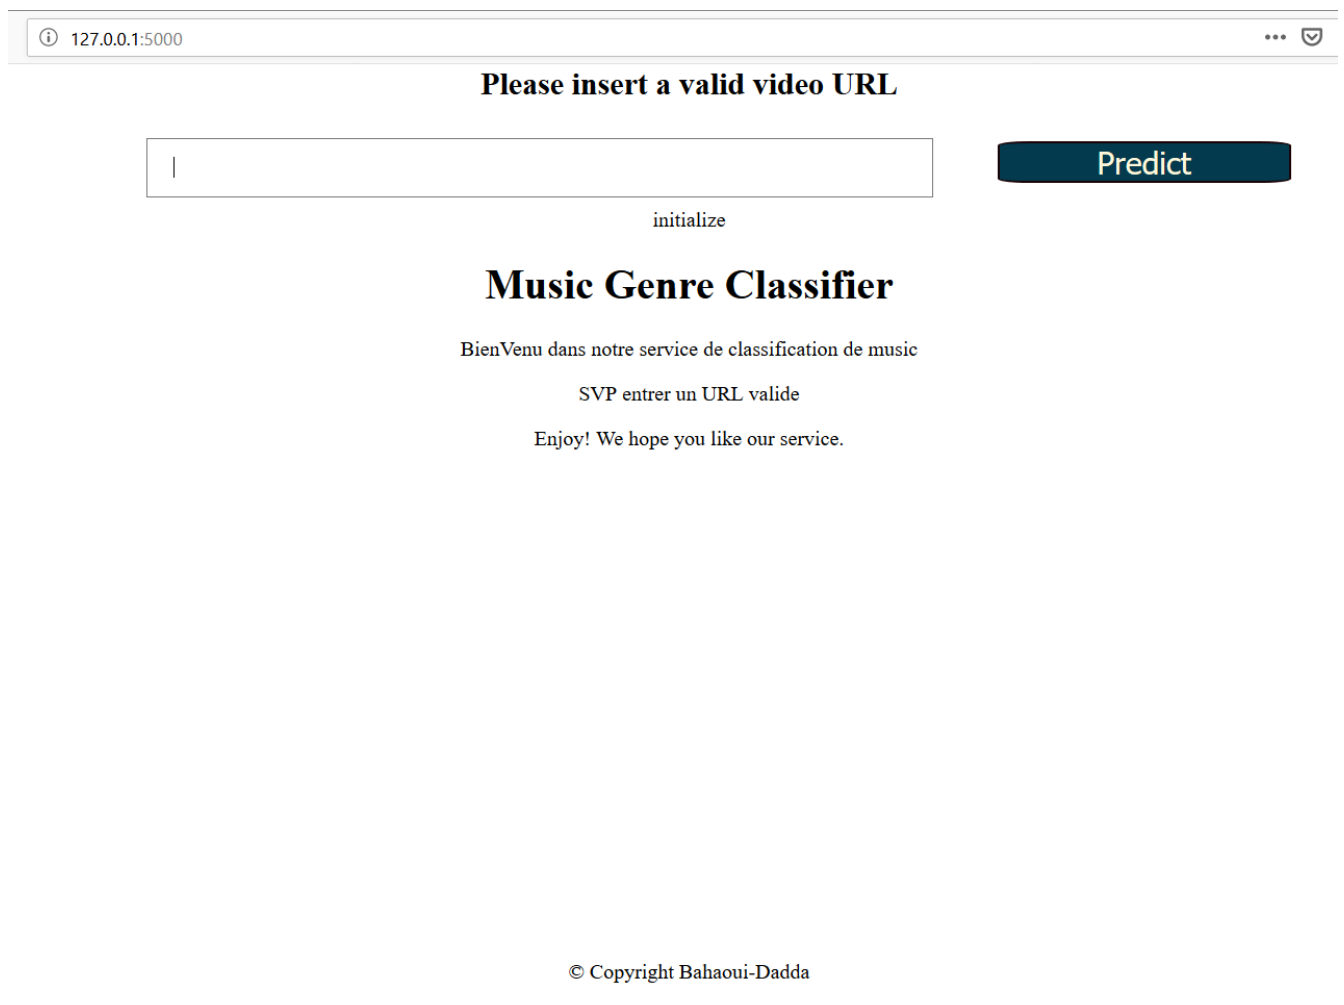 127.0.0.1:5000
Please insert a valid video URL
Predict
initialize
Music Genre Classifier
BienVenu dans notre service de classification de music
SVP entrer un URL valide
Enjoy! We hope you like our service.
© Copyright Bahaoui-Dadda